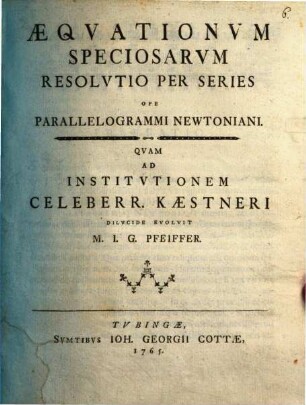 6.
ÆQVATIONVM
SPECIOSARVM
RESOLVTIO PER SERIES
OPE
PARALLELOGRAMMI NEWTONIANI.
QVAM
AD
INSTITVTIONEM
CELEBERR. KÆSTNERI
DILVCIDE EVOLVIT
M. I. G. PFEIFFER.
TVBINGÆ,
SVMTIBVS IOH. GEORGII COTTÆ,
1765.